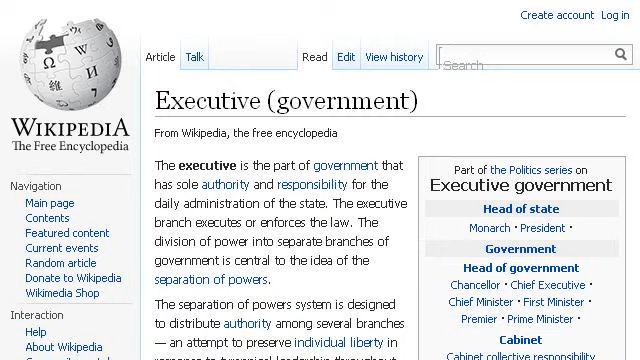 Create account Log in
Article Talk Read Edit View history Search
Executive (government)
From Wikipedia, the free encyclopedia
WIKIPEDIA
The Free Encyclopedia
Navigation
Main page
Contents
Featured content
Current events
Random article
Donate to Wikipedia
Wikimedia Shop
Interaction
Help
About Wikipedia
The executive is the part of government that
has sole authority and responsibility for the
daily administration of the state. The executive
branch executes or enforces the law. The
division of power into separate branches of
government is central to the idea of the
separation of powers.
The separation of powers system is designed
to distribute authority among several branches
— an attempt to preserve individual liberty in
Part of the Politics series on
Executive government
Head of state
Monarch · President ·
Government
Head of government
Chancellor · Chief Executive ·
Chief Minister · First Minister ·
Premier · Prime Minister ·
Cabinet
Cabinet collective responsibility